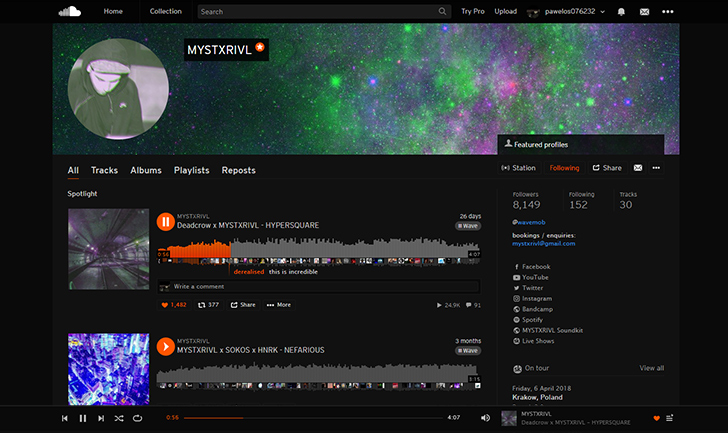 Home
Collection
Search
Try Pro
Upload
pawelos076232
MYSTXRIVL
Featured profiles
All
Tracks
Albums
Playlists
Reposts
Station
Following
Share
Spotlight
MYSTXRIVL
26 days
Deadcrow x MYSTXRIVL - HYPERSQUARE
# Wave
0:56
4:07
derealised this is incredible
Write a comment
1,482
377
Share
More
24.9K
91
MYSTXRIVL
3 months
MYSTXRIVL x SOKOS x HNRK - NEFARIOUS
# Wave
3:15
Followers
8,149
Following
152
Tracks
30
@wavemob
bookings / enquiries:
mystxrivl@gmail.com
Facebook
YouTube
Twitter
Instagram
Bandcamp
Spotify
MYSTXRIVL Soundkit
Live Shows
On tour
View all
Friday, 6 April 2018
Krakow, Poland
0:56
4:07
MYSTXRIVL
Deadcrow x MYSTXRIVL - HYPERSQUARE